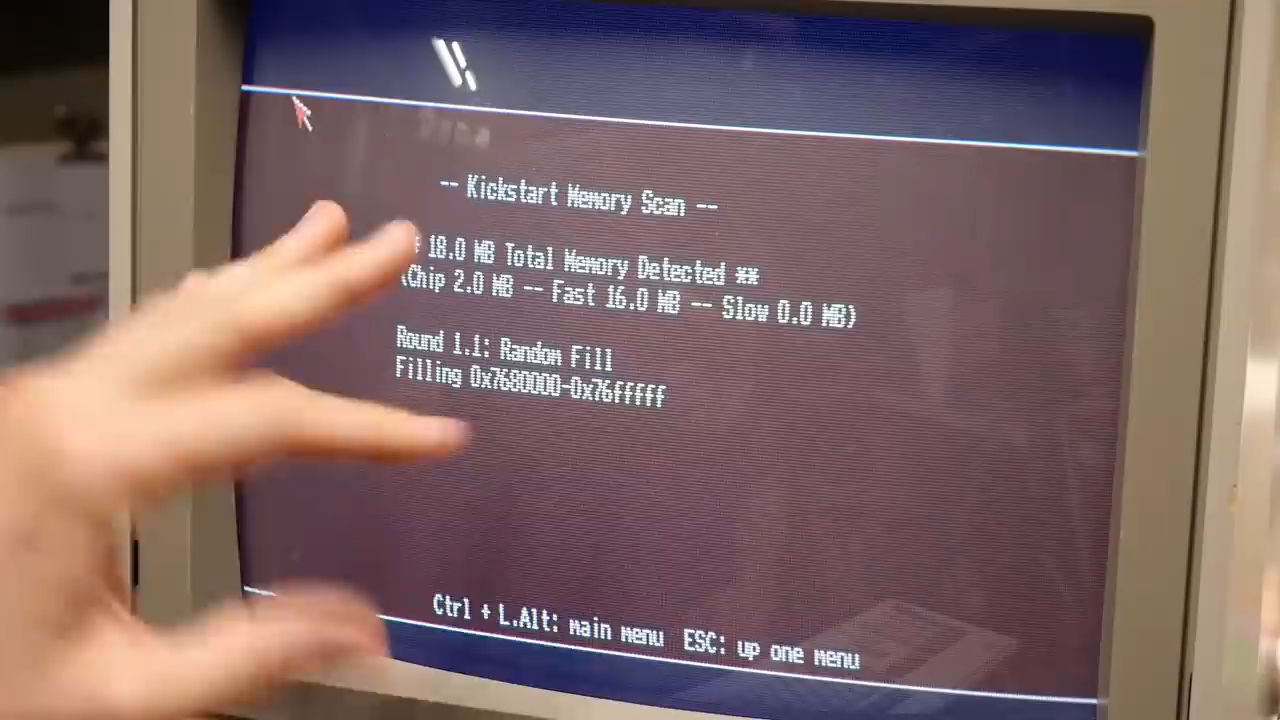 -- Kickstart Memory Scan --
18.0 MB Total Memory Detected **
(Chip 2.0 MB -- Fast 16.0 MB -- Slow 0.0 MB)
Round 1.1: Random Fill
Filling 0x7680000-0x76fffff
Ctrl + L.Alt: main menu ESC: up one menu